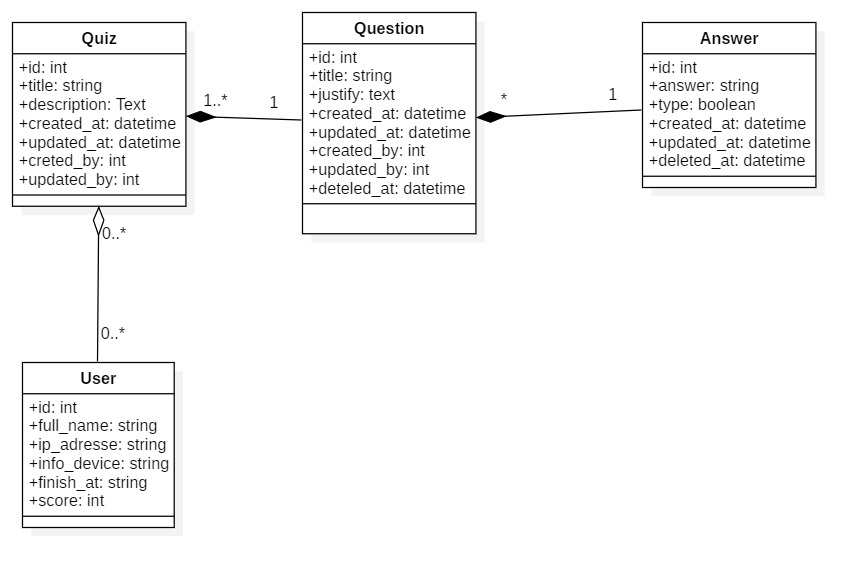 Quiz
+id: int
+title: string
+description: Text
+created_at: datetime
+updated_at: datetime
+creted_by: int
+updated_by: int
1..*
1
Question
+id: int
+title: string
+justify: text
+created_at: datetime
+updated_at: datetime
+created_by: int
+updated_by: int
+deteled_at: datetime
*
1
Answer
+id: int
+answer: string
+type: boolean
+created_at: datetime
+updated_at: datetime
+deleted_at: datetime
0..*
0..*
User
+id: int
+full_name: string
+ip_adresse: string
+info_device: string
+finish_at: string
+score: int